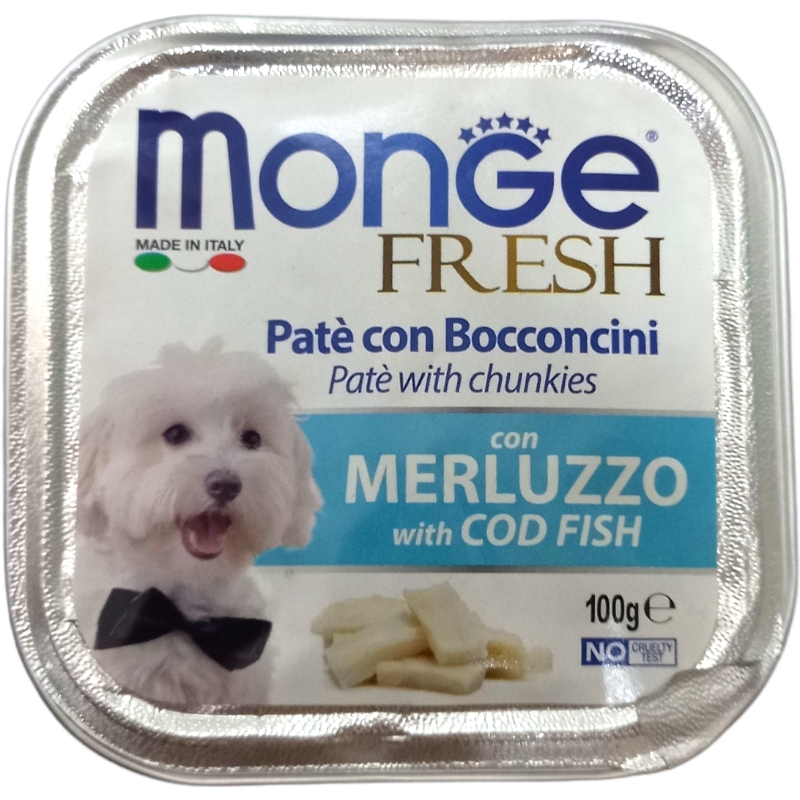 monGe®
MADE IN ITALY
FRESH
Patè con Bocconcini
Patè with chunkies
con
MERLUZZO
with COD FISH
100g ℮
NO CRUELTY
TEST